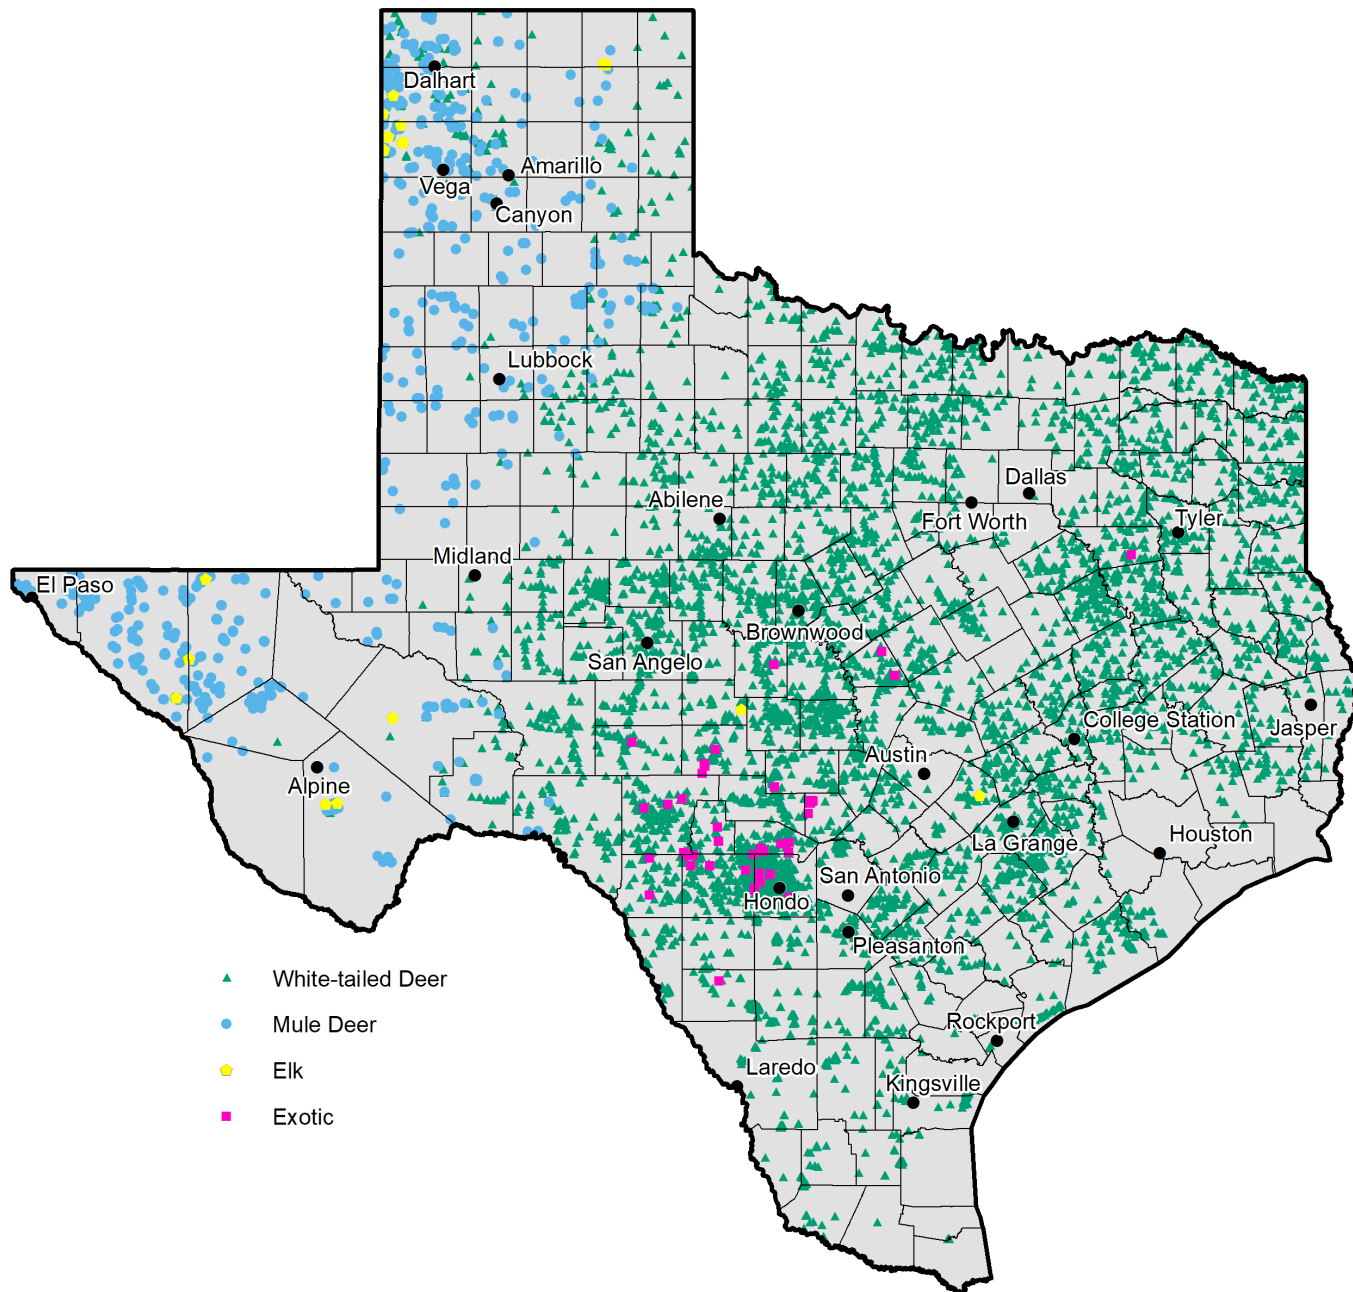 Dalhart
Amarillo
Vega
Canyon
Lubbock
Dallas
Abilene
Fort Worth
Tyler
Midland
El Paso
Brownwood
San Angelo
College Station
Jasper
Austin
Alpine
Houston
La Grange
San Antonio
Hondo
Pleasanton
White-tailed Deer
Mule Deer
Rockport
Elk
Laredo
Kingsville
Exotic